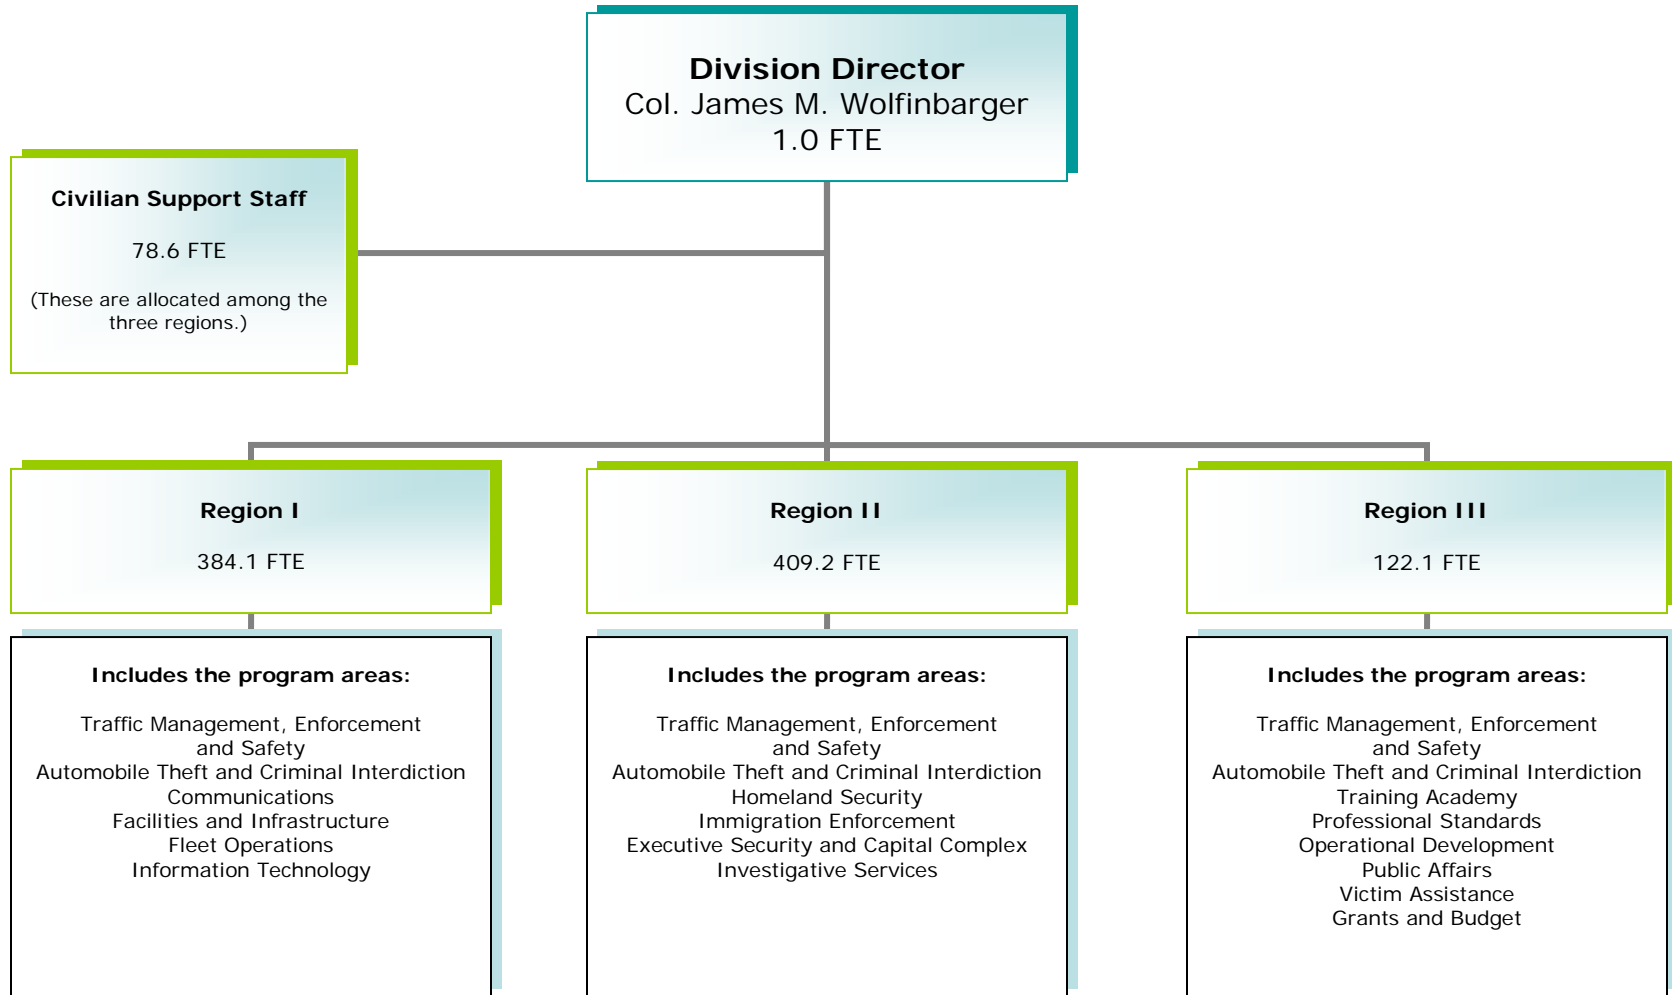 Division Director
Col. James M. Wolfinbarger
1.0 FTE
Civilian Support Staff
78.6 FTE
(These are allocated among the
three regions.)
Region I
384.1 FTE
Region II
409.2 FTE
Region III
122.1 FTE
Includes the program areas:
Traffic Management, Enforcement
and Safety
Automobile Theft and Criminal Interdiction
Communications
Facilities and Infrastructure
Fleet Operations
Information Technology
Includes the program areas:
Traffic Management, Enforcement
and Safety
Automobile Theft and Criminal Interdiction
Homeland Security
Immigration Enforcement
Executive Security and Capital Complex
Investigative Services
Includes the program areas:
Traffic Management, Enforcement
and Safety
Automobile Theft and Criminal Interdiction
Training Academy
Professional Standards
Operational Development
Public Affairs
Victim Assistance
Grants and Budget